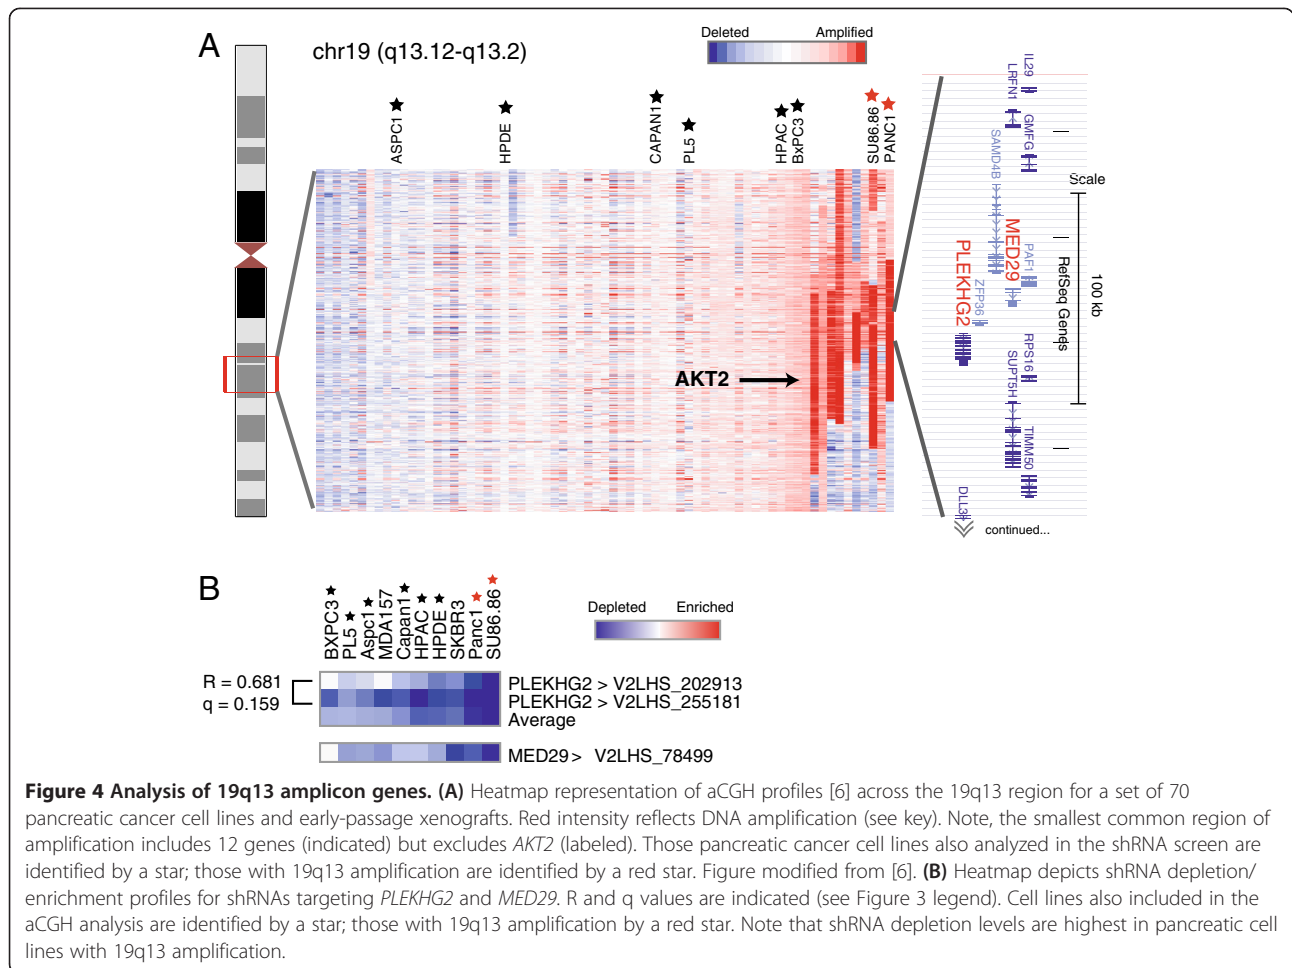 A
chr19 (q13.12-q13.2)
Deleted Amplified
ASPC1
HPDE
CAPAN1
PL5
HPAC
BxPC3
SU86.86
PANC1
AKT2
IL29
LRFN1
GMFG
SAMD4B
Scale
MED29
PAF1
PLEKHG2
ZFP36
RefSeq Genes
100 kb
RPS16
SUPT5H
TIMM50
DLL3
continued...
B
BXPC3
PL5
Aspc1
MDA157
Capan1
HPAC
HPDE
SKBR3
Panc1
SU86.86
Depleted Enriched
R = 0.681
q = 0.159
PLEKHG2 > V2LHS_202913
PLEKHG2 > V2LHS_255181
Average
MED29 > V2LHS_78499
Figure 4 Analysis of 19q13 amplicon genes. (A) Heatmap representation of aCGH profiles [6] across the 19q13 region for a set of 70
pancreatic cancer cell lines and early-passage xenografts. Red intensity reflects DNA amplification (see key). Note, the smallest common region of
amplification includes 12 genes (indicated) but excludes AKT2 (labeled). Those pancreatic cancer cell lines also analyzed in the shRNA screen are
identified by a star; those with 19q13 amplification are identified by a red star. Figure modified from [6]. (B) Heatmap depicts shRNA depletion/
enrichment profiles for shRNAs targeting PLEKHG2 and MED29. R and q values are indicated (see Figure 3 legend). Cell lines also included in the
aCGH analysis are identified by a star; those with 19q13 amplification by a red star. Note that shRNA depletion levels are highest in pancreatic cell
lines with 19q13 amplification.